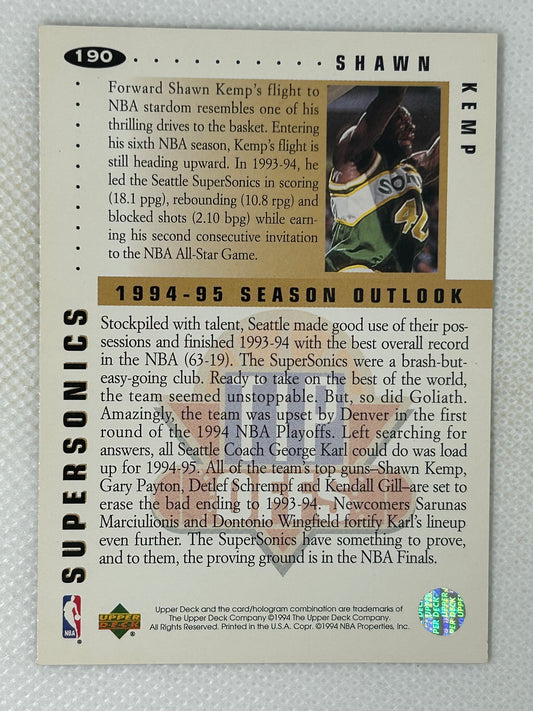 190
SHAWN
KEMP
Forward Shawn Kemp's flight to
NBA stardom resembles one of his
thrilling drives to the basket. Entering
his sixth NBA season, Kemp's flight is
still heading upward. In 1993-94, he
led the Seattle SuperSonics in scoring
(18.1 ppg), rebounding (10.8 rpg) and
blocked shots (2.10 bpg) while earn-
ing his second consecutive invitation
to the NBA All-Star Game.
1994-95 SEASON OUTLOOK
SUPERSONICS
Stockpiled with talent, Seattle made good use of their pos-
sessions and finished 1993-94 with the best overall record
in the NBA (63-19). The SuperSonics were a brash-but-
easy-going club. Ready to take on the best of the world,
the team seemed unstoppable. But, so did Goliath.
Amazingly, the team was upset by Denver in the first
round of the 1994 NBA Playoffs. Left searching for
answers, all Seattle Coach George Karl could do was load
up for 1994-95. All of the team's top guns–Shawn Kemp,
Gary Payton, Detlef Schrempf and Kendall Gill–are set to
erase the bad ending to 1993-94. Newcomers Sarunas
Marciulionis and Dontonio Wingfield fortify Karl's lineup
even further. The SuperSonics have something to prove,
and to them, the proving ground is in the NBA Finals.
NBA
UPPER DECK
Upper Deck and the card/hologram combination are trademarks of
The Upper Deck Company ©1994 The Upper Deck Company.
All Rights Reserved. Printed in the U.S.A. Copr. ©1994 NBA Properties, Inc.
UPPER DECK